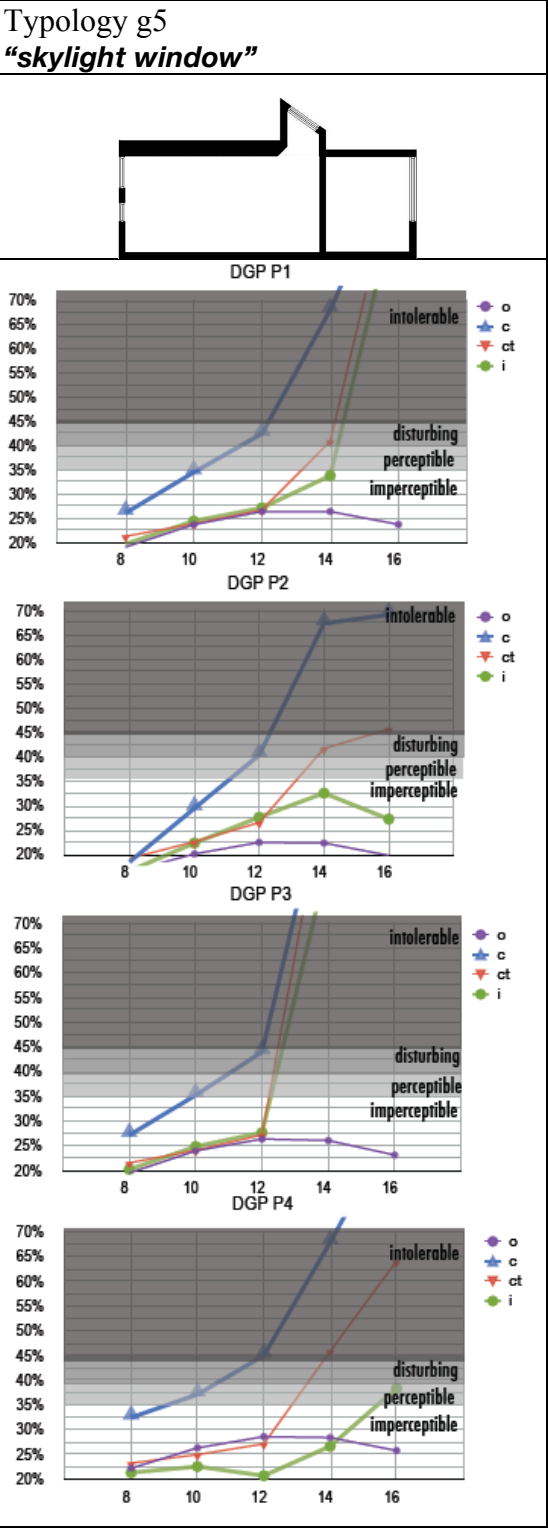 Typology g5
“skylight window”
DGP P1
70%
65%
60%
55%
50%
45%
40%
35%
30%
25%
20%
intolerable
disturbing
perceptible
imperceptible
o
c
ct
i
8 10 12 14 16
DGP P2
70%
65%
60%
55%
50%
45%
40%
35%
30%
25%
20%
intolerable
disturbing
perceptible
imperceptible
o
c
ct
i
8 10 12 14 16
DGP P3
70%
65%
60%
55%
50%
45%
40%
35%
30%
25%
20%
intolerable
disturbing
perceptible
imperceptible
o
c
ct
i
8 10 12 14 16
DGP P4
70%
65%
60%
55%
50%
45%
40%
35%
30%
25%
20%
intolerable
disturbing
perceptible
imperceptible
o
c
ct
i
8 10 12 14 16